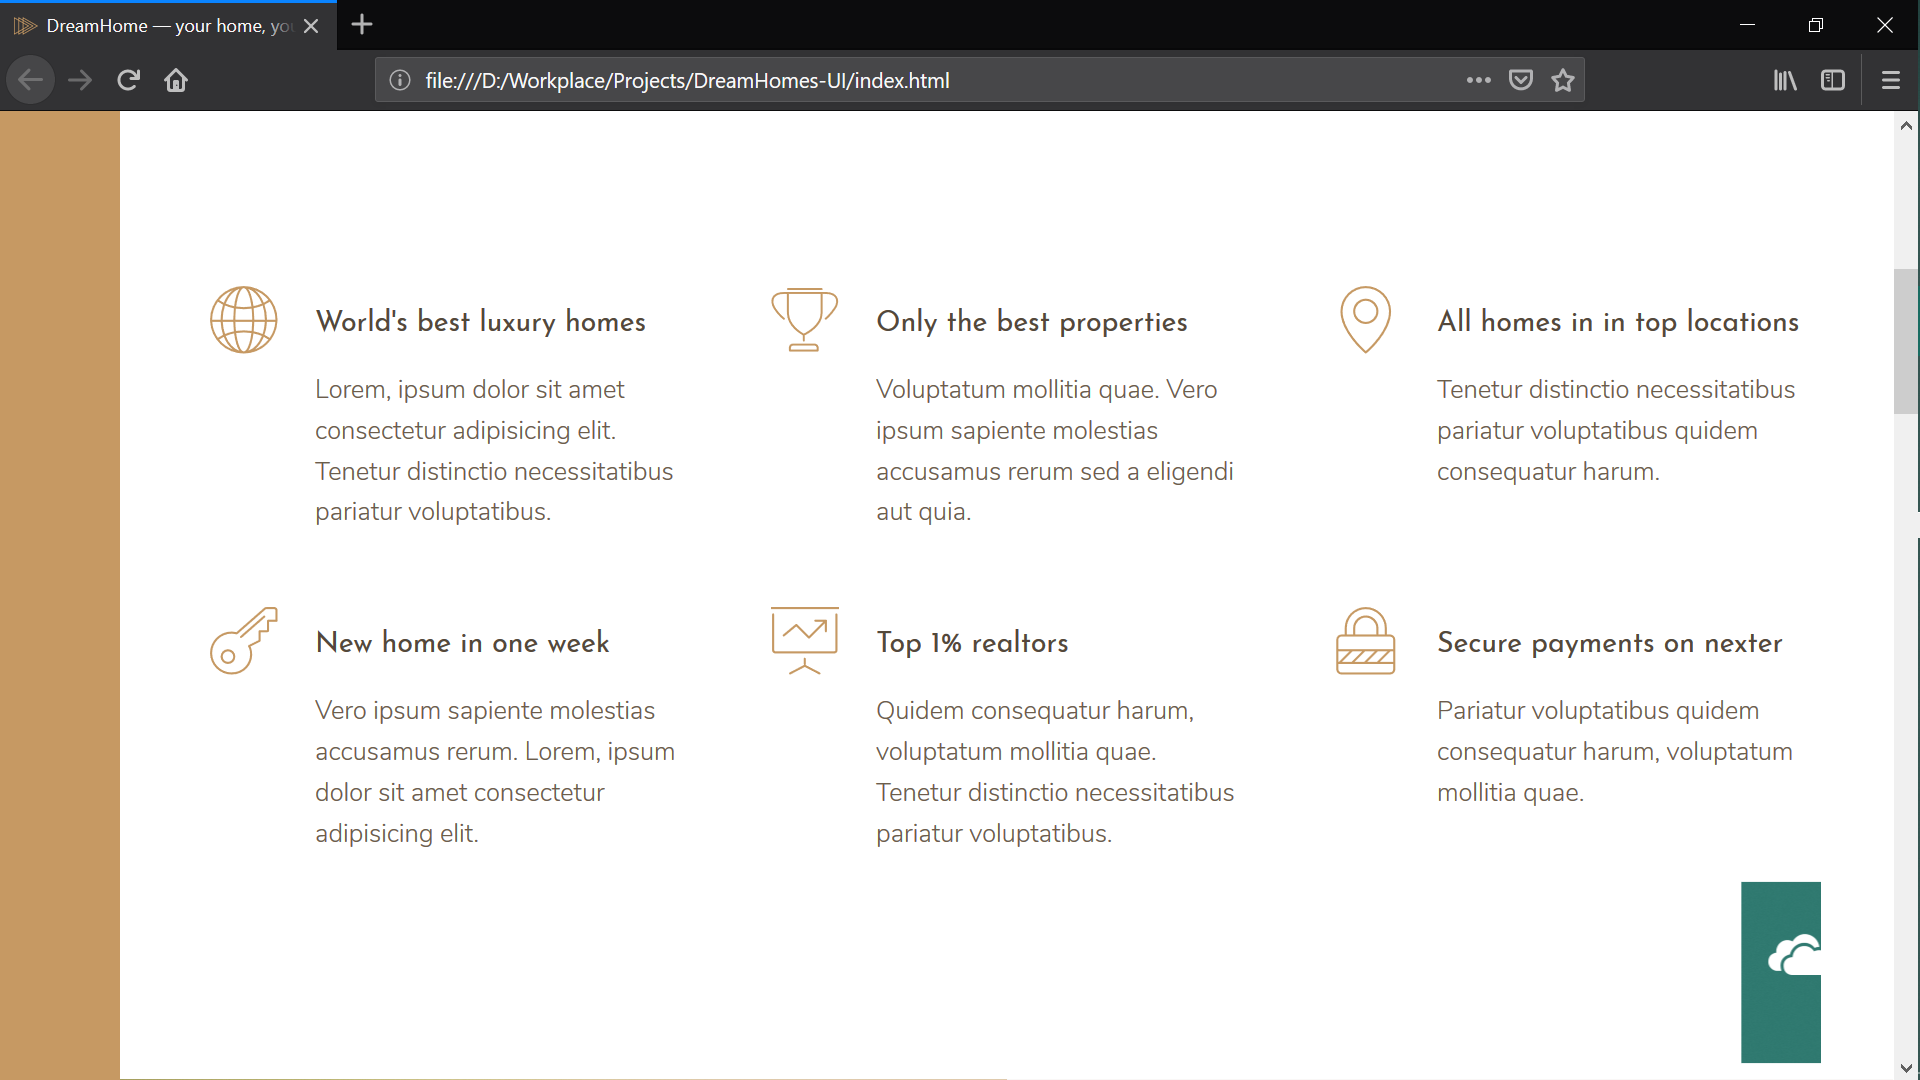 DreamHome — your home, you
file:///D:/Workplace/Projects/DreamHomes-UI/index.html
World's best luxury homes
Lorem, ipsum dolor sit amet
consectetur adipisicing elit.
Tenetur distinctio necessitatibus
pariatur voluptatibus.
Only the best properties
Voluptatum mollitia quae. Vero
ipsum sapiente molestias
accusamus rerum sed a eligendi
aut quia.
All homes in in top locations
Tenetur distinctio necessitatibus
pariatur voluptatibus quidem
consequatur harum.
New home in one week
Vero ipsum sapiente molestias
accusamus rerum. Lorem, ipsum
dolor sit amet consectetur
adipisicing elit.
Top 1% realtors
Quidem consequatur harum,
voluptatum mollitia quae.
Tenetur distinctio necessitatibus
pariatur voluptatibus.
Secure payments on nexter
Pariatur voluptatibus quidem
consequatur harum, voluptatum
mollitia quae.